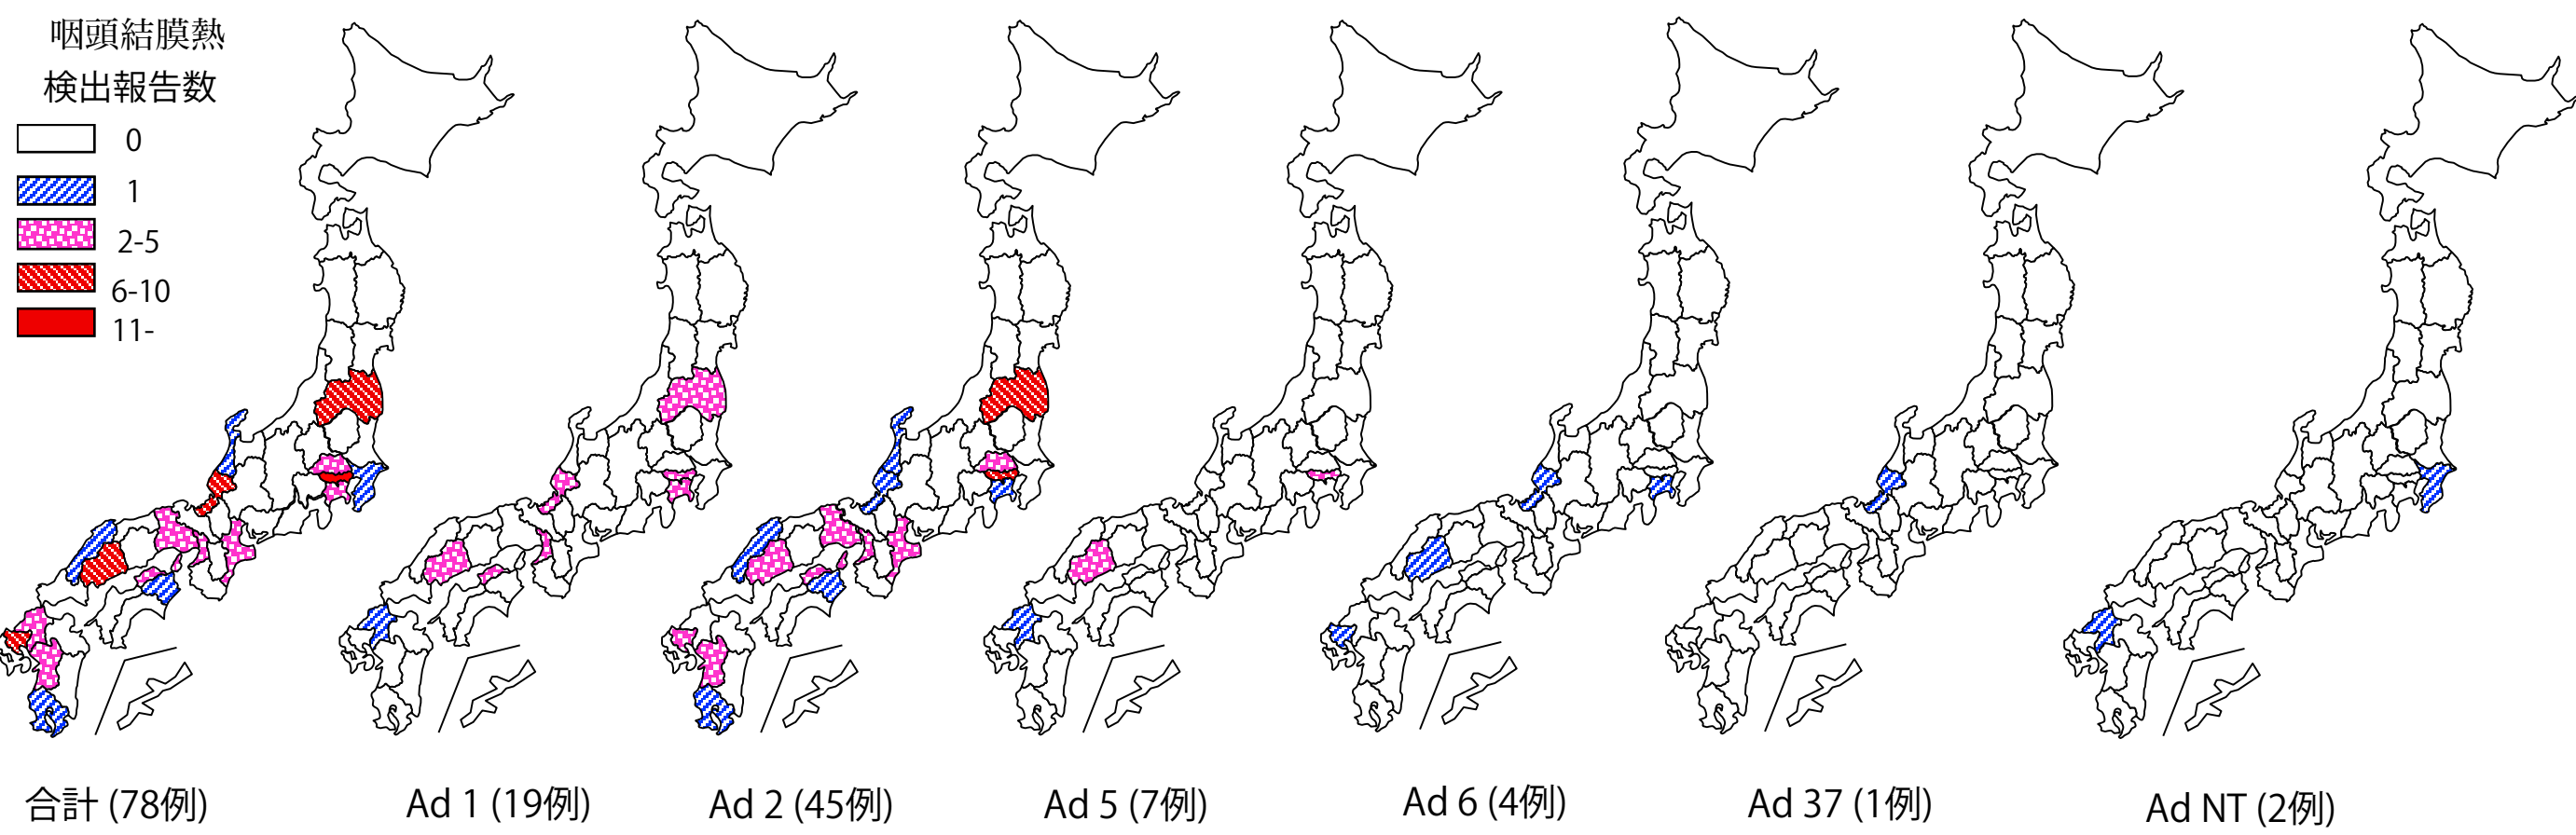 咽頭結膜熱
検出報告数
0
1
2-5
6-10
11-
合計 (78例)
Ad 1 (19例)
Ad 2 (45例)
Ad 5 (7例)
Ad 6 (4例)
Ad 37 (1例)
Ad NT (2例)